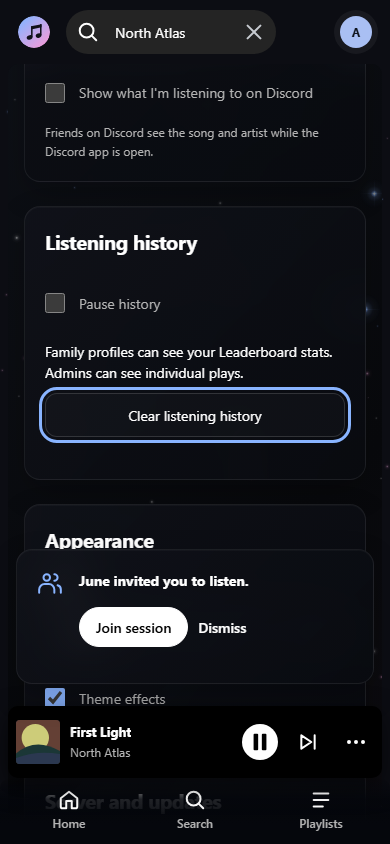 North Atlas
A
Show what I'm listening to on Discord
Friends on Discord see the song and artist while the
Discord app is open.
Listening history
Pause history
Family profiles can see your Leaderboard stats.
Admins can see individual plays.
Clear listening history
Appearance
June invited you to listen.
Join session
Dismiss
Theme effects
First Light
North Atlas
Server and updates
Home
Search
Playlists